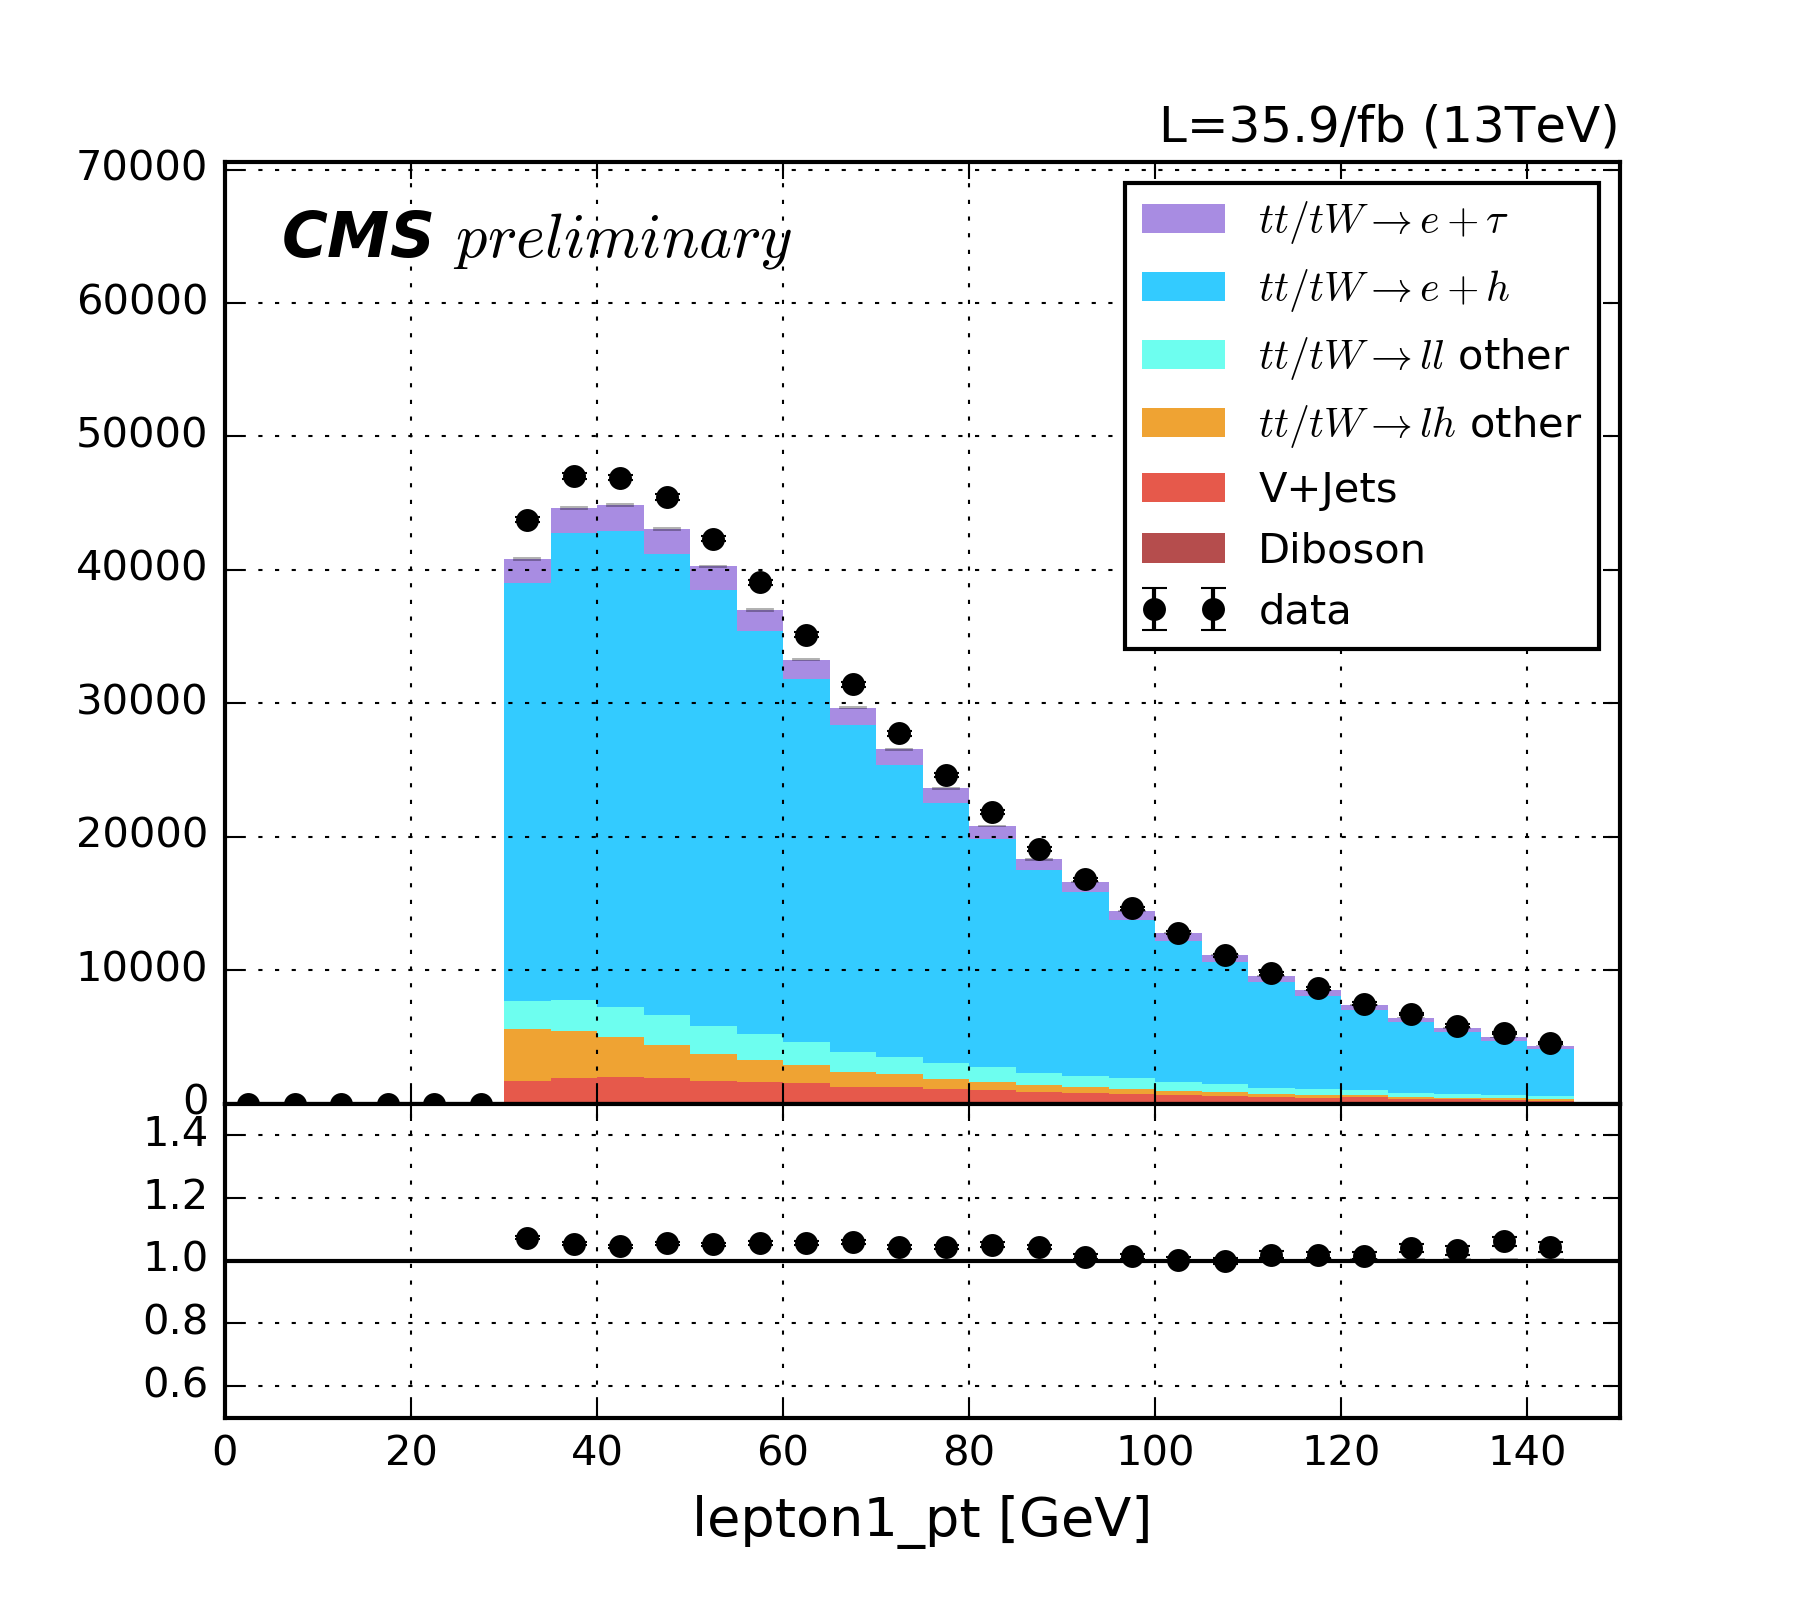 L=35.9/fb (13TeV)
CMS preliminary
70000
60000
50000
40000
30000
20000
10000
0
tt/tW→e+τ
tt/tW→e+h
tt/tW→ll other
tt/tW→lh other
V+Jets
Diboson
data
1.4
1.2
1.0
0.8
0.6
0 20 40 60 80 100 120 140
lepton1_pt [GeV]